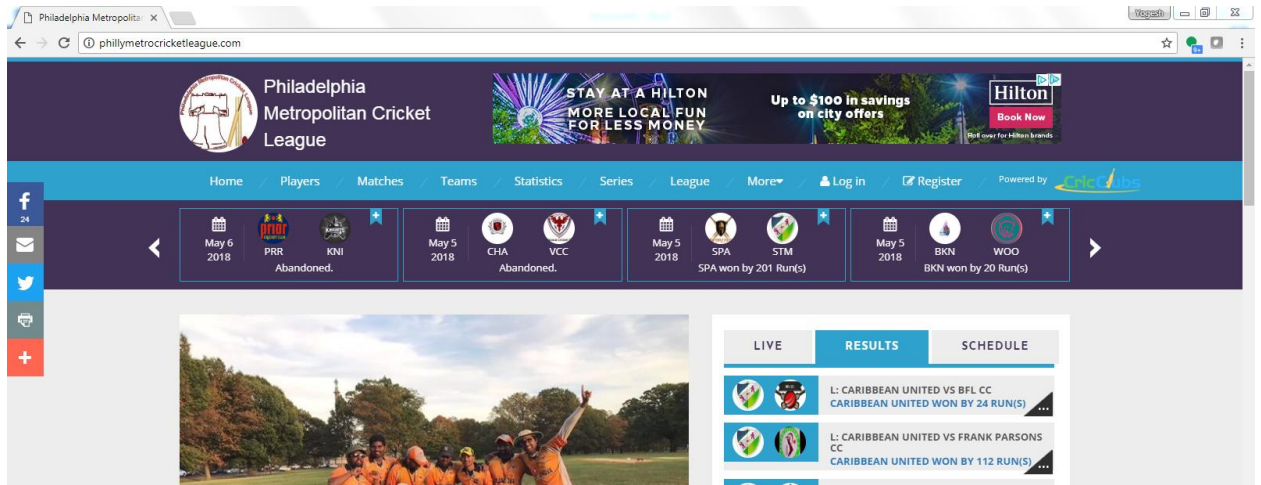 Philadelphia Metropolita
Yogesh
phillymetrocricketleague.com
Philadelphia
Metropolitan Cricket
League
STAY AT A HILTON
MORE LOCAL FUN
FOR LESS MONEY
Up to $100 in savings
on city offers
Hilton
Book Now
Roll over for Hilton brands
Home / Players / Matches / Teams / Statistics / Series / League / More / Log in / Register / Powered by CricClubs
24
May 6
2018
PRR KNI
Abandoned.
May 5
2018
CHA VCC
Abandoned.
May 5
2018
SPA STM
SPA won by 201 Run(s)
May 5
2018
BKN WOO
BKN won by 20 Run(s)
LIVE RESULTS SCHEDULE
L: CARIBBEAN UNITED VS BFL CC
CARIBBEAN UNITED WON BY 24 RUN(S)
...
L: CARIBBEAN UNITED VS FRANK PARSONS
CC
CARIBBEAN UNITED WON BY 112 RUN(S)
...